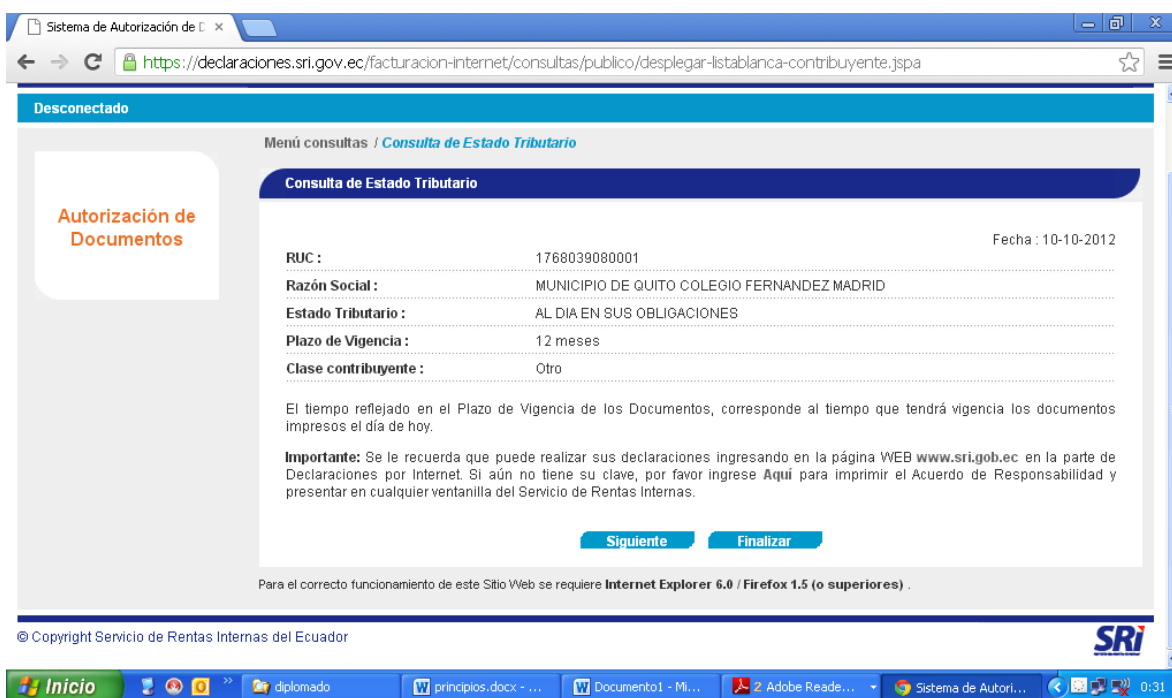 Sistema de Autorización de D
https://declaraciones.sri.gov.ec/facturacion-internet/consultas/publico/desplegar-listablanca-contribuyente.jspa
Desconectado
Menú consultas / Consulta de Estado Tributario
Autorización de
Documentos
Consulta de Estado Tributario
Fecha : 10-10-2012
RUC : 1768039080001
Razón Social : MUNICIPIO DE QUITO COLEGIO FERNANDEZ MADRID
Estado Tributario : AL DIA EN SUS OBLIGACIONES
Plazo de Vigencia : 12 meses
Clase contribuyente : Otro
El tiempo reflejado en el Plazo de Vigencia de los Documentos, corresponde al tiempo que tendrá vigencia los documentos
impresos el día de hoy.
Importante: Se le recuerda que puede realizar sus declaraciones ingresando en la página WEB www.sri.gob.ec en la parte de
Declaraciones por Internet. Si aún no tiene su clave, por favor ingrese Aquí para imprimir el Acuerdo de Responsabilidad y
presentar en cualquier ventanilla del Servicio de Rentas Internas.
Siguiente Finalizar
Para el correcto funcionamiento de este Sitio Web se requiere Internet Explorer 6.0 / Firefox 1.5 (o superiores) .
© Copyright Servicio de Rentas Internas del Ecuador
SRi
Inicio diplomado principios.docx - ... Documento1 - Mi... 2 Adobe Reade... Sistema de Autori... 0:31